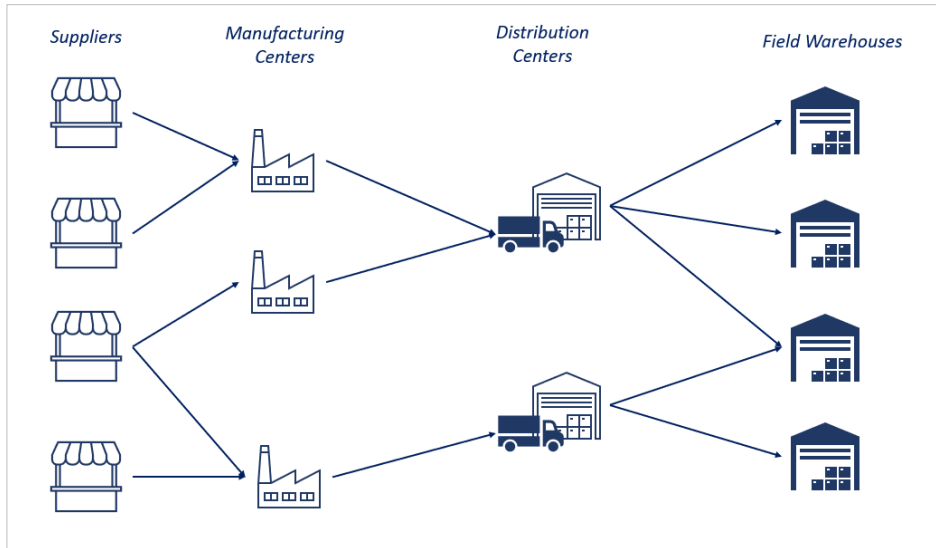 Suppliers
Manufacturing
Centers
Distribution
Centers
Field Warehouses